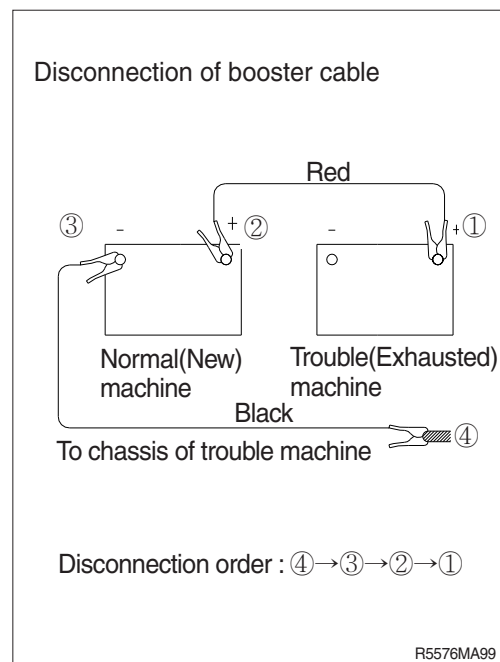 Disconnection of booster cable
Red
③ - + ② - + ①
Normal(New)
machine
Trouble(Exhausted)
machine
Black
To chassis of trouble machine ④
Disconnection order : ④→③→②→①
R5576MA99